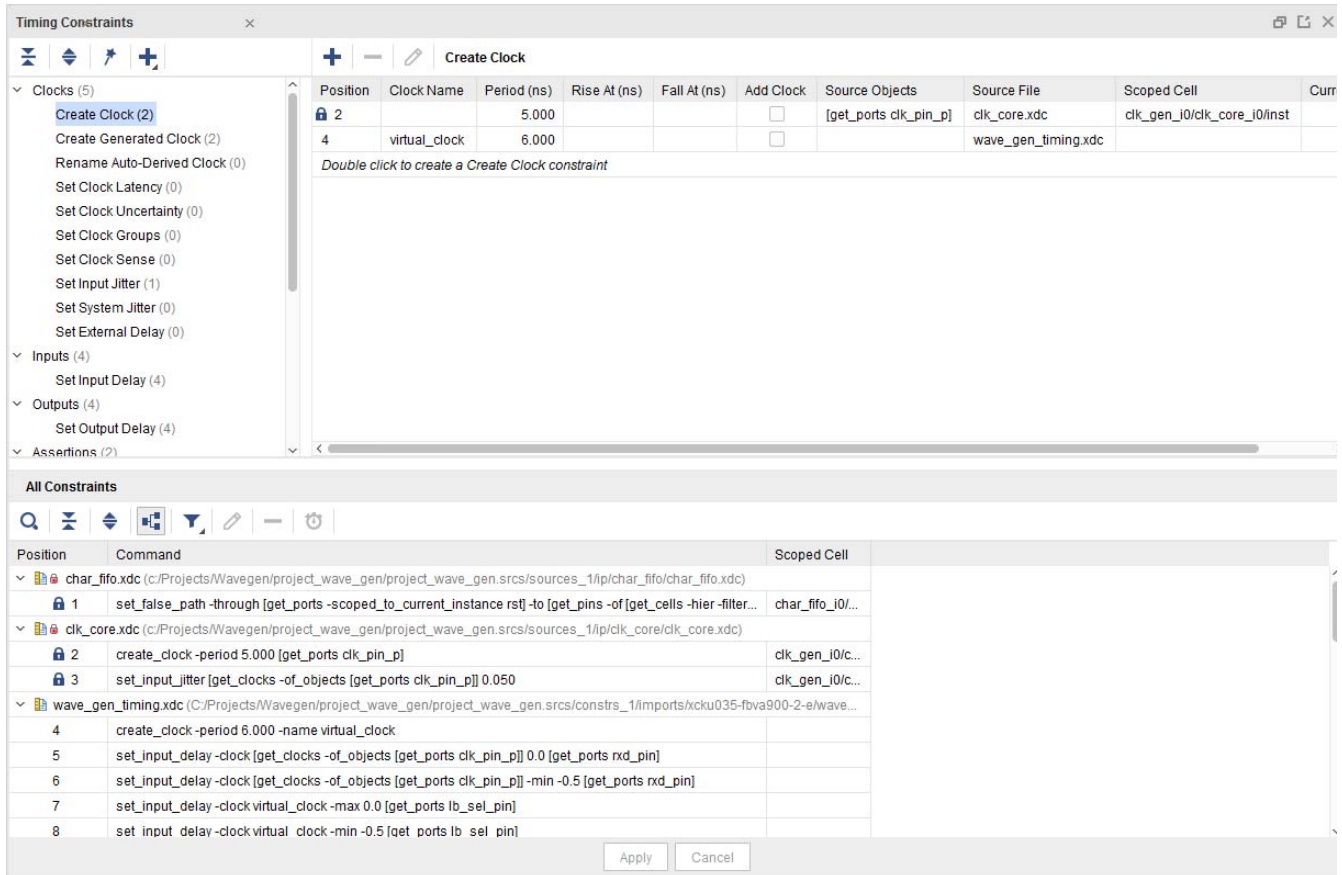 Timing Constraints
Create Clock
Clocks (5)
Create Clock (2)
Create Generated Clock (2)
Rename Auto-Derived Clock (0)
Set Clock Latency (0)
Set Clock Uncertainty (0)
Set Clock Groups (0)
Set Clock Sense (0)
Set Input Jitter (1)
Set System Jitter (0)
Set External Delay (0)
Inputs (4)
Set Input Delay (4)
Outputs (4)
Set Output Delay (4)
Assertions (2)
Position Clock Name Period (ns) Rise At (ns) Fall At (ns) Add Clock Source Objects Source File Scoped Cell Curr
2 5.000 [get_ports clk_pin_p] clk_core.xdc clk_gen_i0/clk_core_i0/inst
4 virtual_clock 6.000 wave_gen_timing.xdc
Double click to create a Create Clock constraint
All Constraints
Position Command Scoped Cell
char_fifo.xdc (c:/Projects/Wavegen/project_wave_gen/project_wave_gen.srcs/sources_1/ip/char_fifo/char_fifo.xdc)
1 set_false_path -through [get_ports -scoped_to_current_instance rst] -to [get_pins -of [get_cells -hier -filter... char_fifo_i0/...
clk_core.xdc (c:/Projects/Wavegen/project_wave_gen/project_wave_gen.srcs/sources_1/ip/clk_core/clk_core.xdc)
2 create_clock -period 5.000 [get_ports clk_pin_p] clk_gen_i0/c...
3 set_input_jitter [get_clocks -of_objects [get_ports clk_pin_p]] 0.050 clk_gen_i0/c...
wave_gen_timing.xdc (C:/Projects/Wavegen/project_wave_gen/project_wave_gen.srcs/constrs_1/imports/xcku035-fbva900-2-e/wave...
4 create_clock -period 6.000 -name virtual_clock
5 set_input_delay -clock [get_clocks -of_objects [get_ports clk_pin_p]] 0.0 [get_ports rxd_pin]
6 set_input_delay -clock [get_clocks -of_objects [get_ports clk_pin_p]] -min -0.5 [get_ports rxd_pin]
7 set_input_delay -clock virtual_clock -max 0.0 [get_ports lb_sel_pin]
8 set_input_delay -clock virtual_clock -min -0.5 [get_ports lb_sel_pin]
Apply Cancel